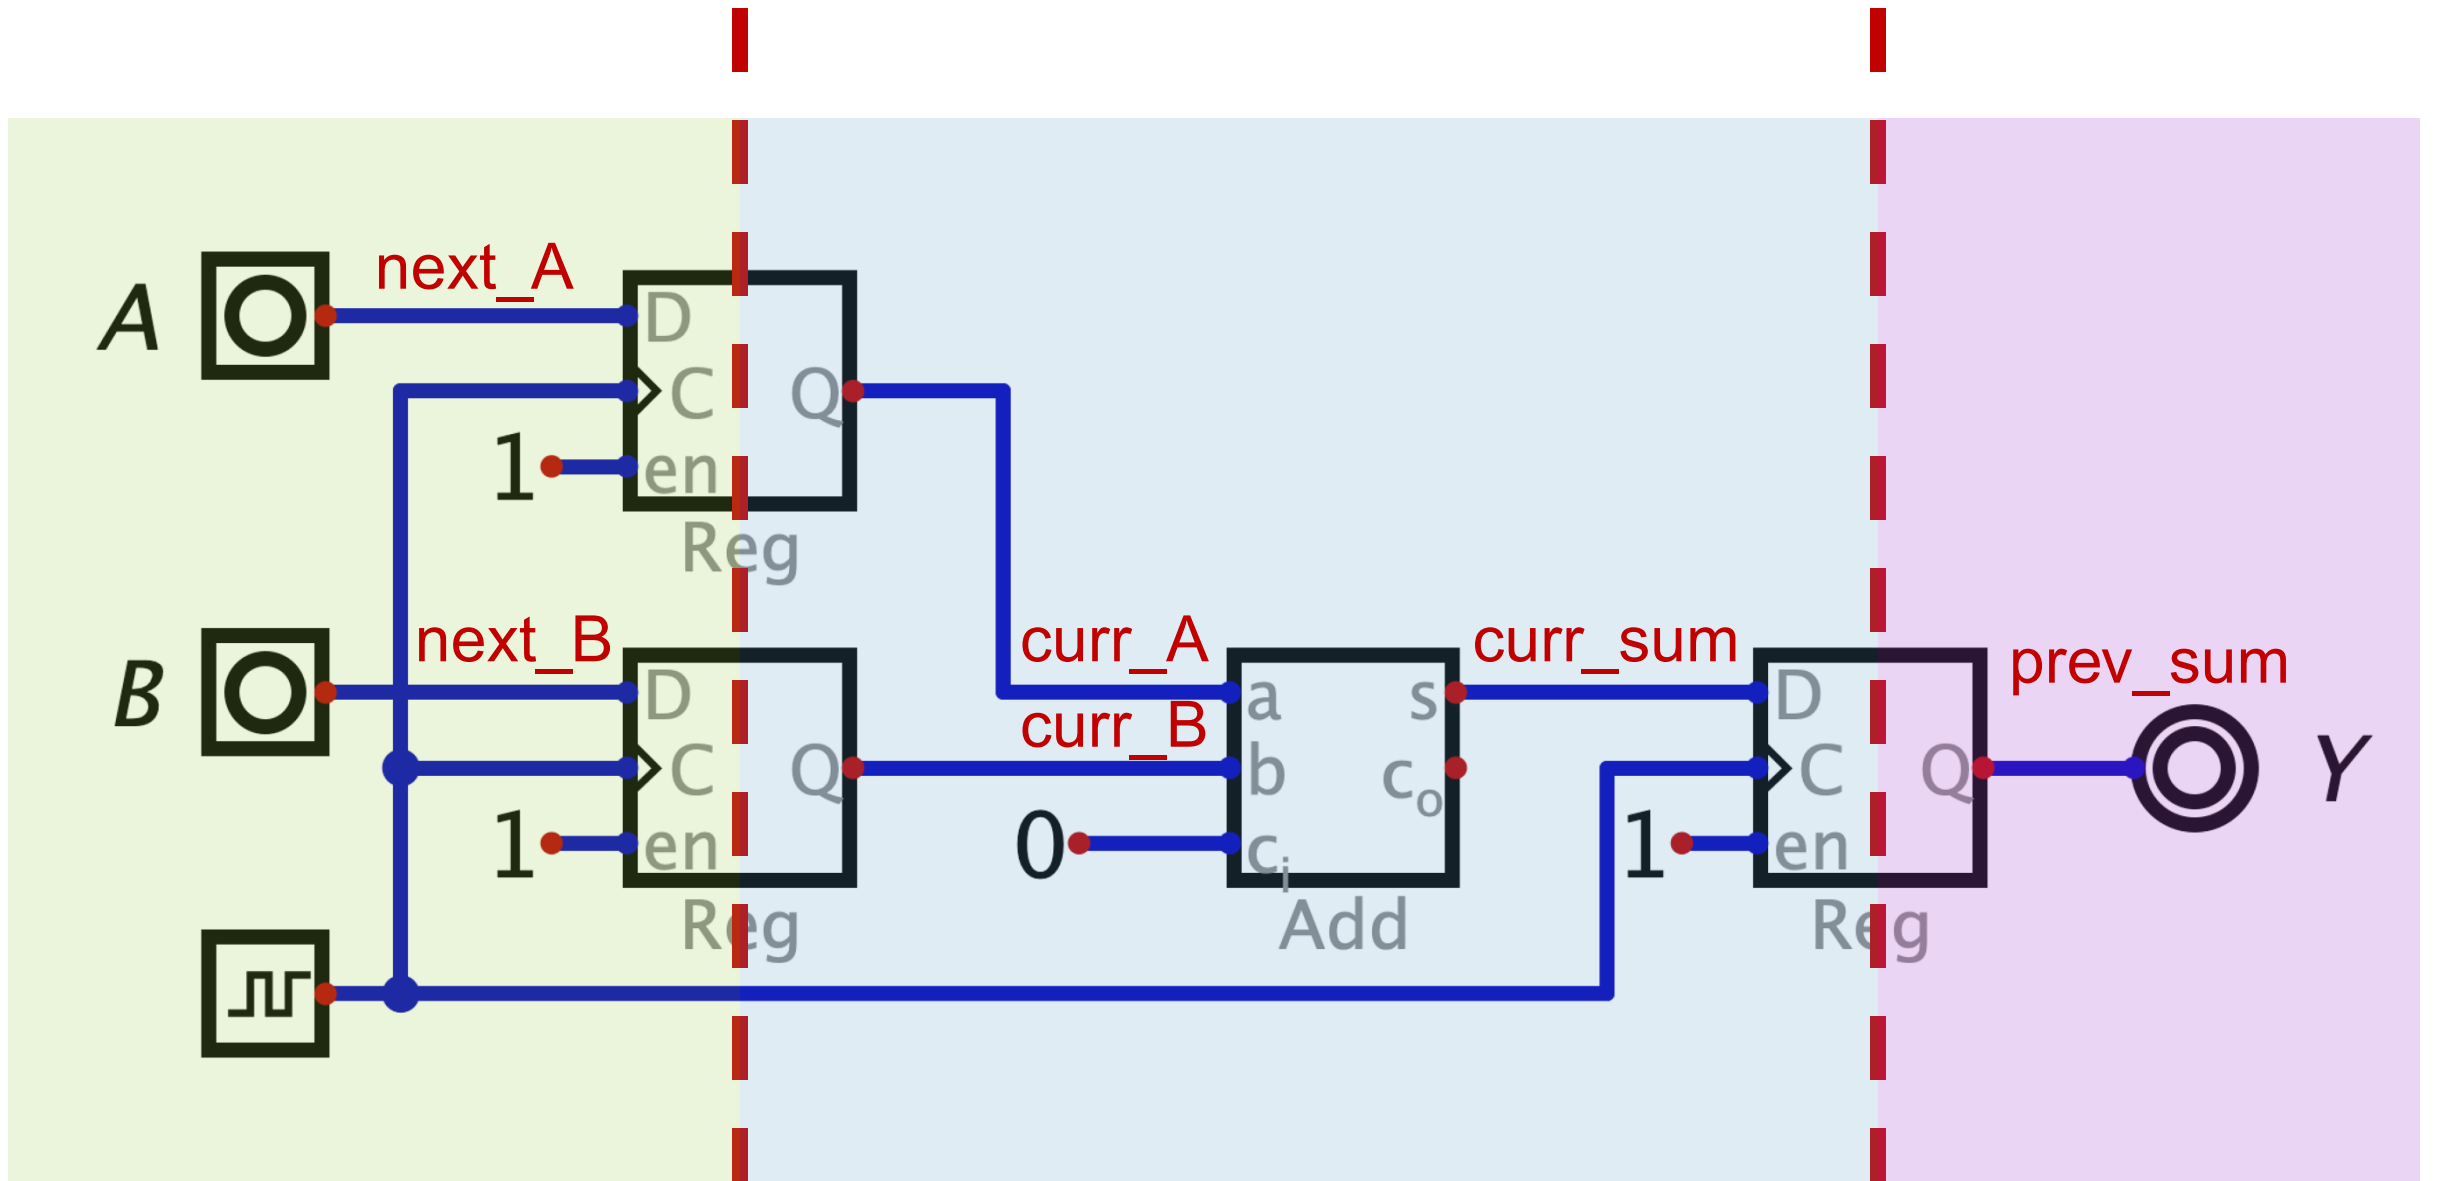 next_A
A
D
C
Q
1
en
Reg
next_B
B
D
C
Q
1
en
Reg
curr_A
curr_B
0
a
b
ci
s
co
Add
curr_sum
D
C
Q
1
en
Reg
prev_sum
Y